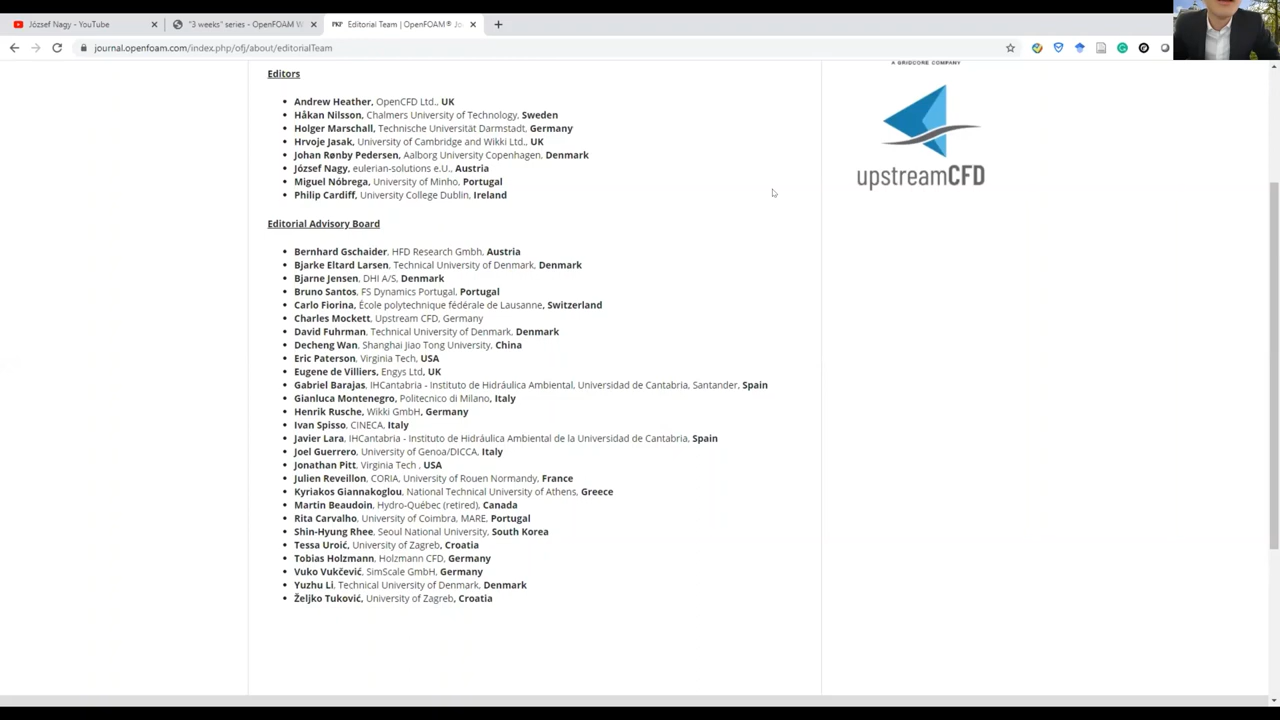 József Nagy - YouTube
"3 weeks" series - OpenFOAM W
PKP Editorial Team | OpenFOAM® Jo
journal.openfoam.com/index.php/ofj/about/editorialTeam
A GRIDCORE COMPANY
upstreamCFD
Editors
Andrew Heather, OpenCFD Ltd., UK
Håkan Nilsson, Chalmers University of Technology, Sweden
Holger Marschall, Technische Universität Darmstadt, Germany
Hrvoje Jasak, University of Cambridge and Wikki Ltd., UK
Johan Rønby Pedersen, Aalborg University Copenhagen, Denmark
József Nagy, eulerian-solutions e.U., Austria
Miguel Nóbrega, University of Minho, Portugal
Philip Cardiff, University College Dublin, Ireland
Editorial Advisory Board
Bernhard Gschaider, HFD Research Gmbh, Austria
Bjarke Eltard Larsen, Technical University of Denmark, Denmark
Bjarne Jensen, DHI A/S, Denmark
Bruno Santos, FS Dynamics Portugal, Portugal
Carlo Fiorina, École polytechnique fédérale de Lausanne, Switzerland
Charles Mockett, Upstream CFD, Germany
David Fuhrman, Technical University of Denmark, Denmark
Decheng Wan, Shanghai Jiao Tong University, China
Eric Paterson, Virginia Tech, USA
Eugene de Villiers, Engys Ltd, UK
Gabriel Barajas, IHCantabria - Instituto de Hidráulica Ambiental, Universidad de Cantabria, Santander, Spain
Gianluca Montenegro, Politecnico di Milano, Italy
Henrik Rusche, Wikki GmbH, Germany
Ivan Spisso, CINECA, Italy
Javier Lara, IHCantabria - Instituto de Hidráulica Ambiental de la Universidad de Cantabria, Spain
Joel Guerrero, University of Genoa/DICCA, Italy
Jonathan Pitt, Virginia Tech , USA
Julien Reveillon, CORIA, University of Rouen Normandy, France
Kyriakos Giannakoglou, National Technical University of Athens, Greece
Martin Beaudoin, Hydro-Québec (retired), Canada
Rita Carvalho, University of Coimbra, MARE, Portugal
Shin-Hyung Rhee, Seoul National University, South Korea
Tessa Uroić, University of Zagreb, Croatia
Tobias Holzmann, Holzmann CFD, Germany
Vuko Vukčević, SimScale GmbH, Germany
Yuzhu Li, Technical University of Denmark, Denmark
Željko Tuković, University of Zagreb, Croatia